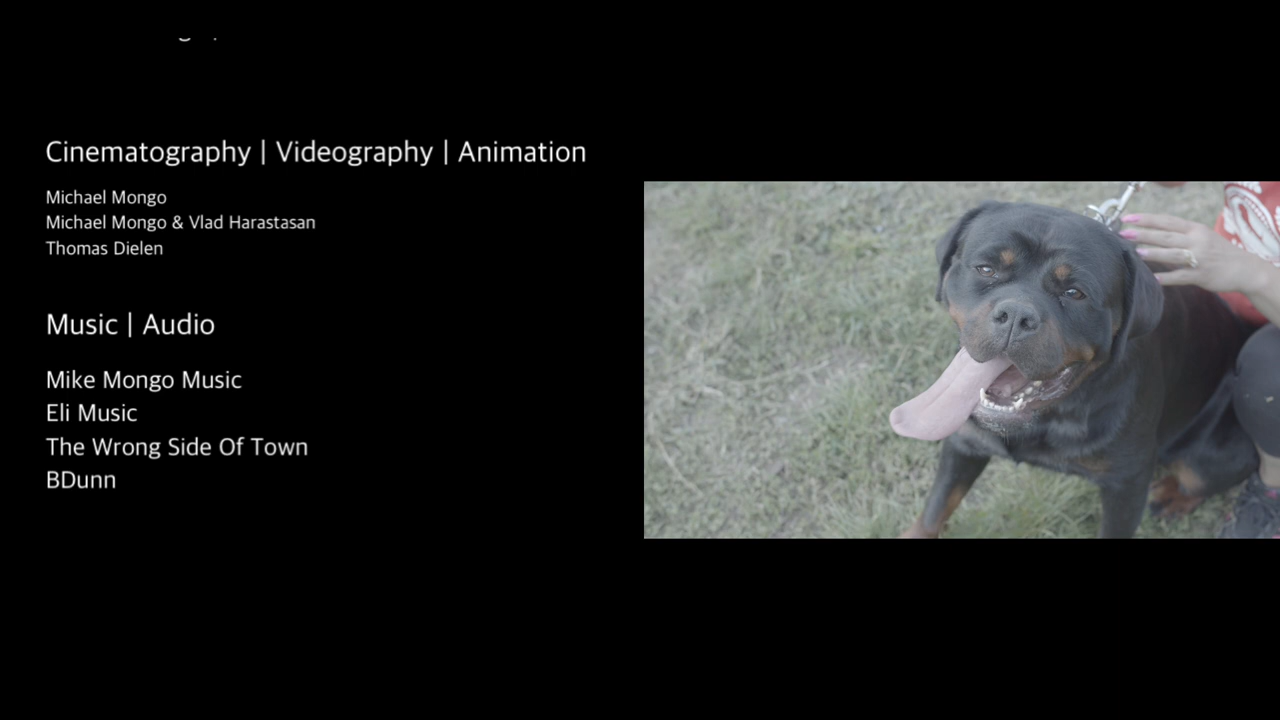 Cinematography | Videography | Animation
Michael Mongo
Michael Mongo & Vlad Harastasan
Thomas Dielen
Music | Audio
Mike Mongo Music
Eli Music
The Wrong Side Of Town
BDunn